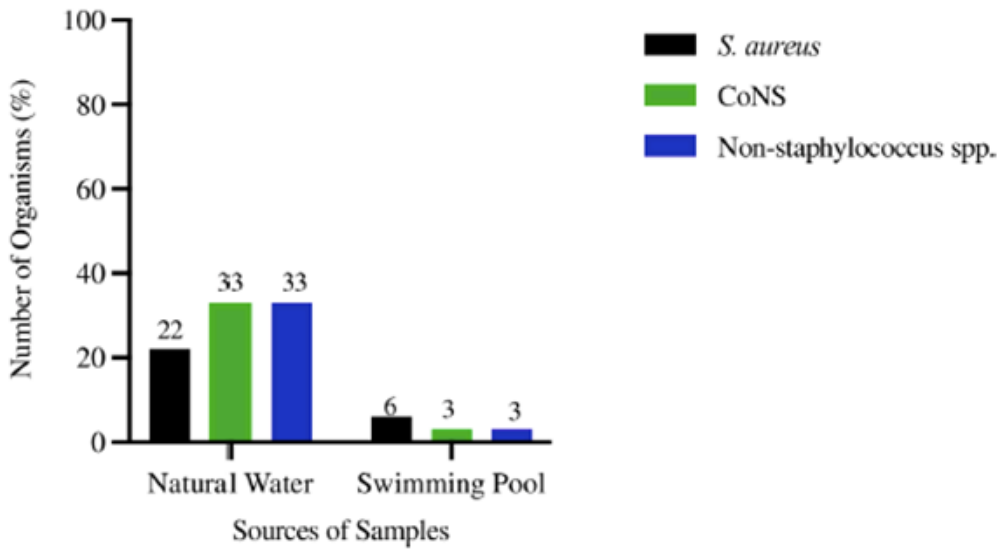 Number of Organisms (%)
100
80
60
40
20
0
22
33
33
6
3
3
Natural Water
Swimming Pool
Sources of Samples
S. aureus
CoNS
Non-staphylococcus spp.